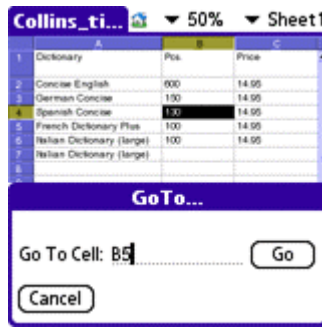 Collins_ti... 50% Sheet1
A B C
1 Dictionary Pcs. Price
2 Concise English 600 14.95
3 German Concise 150 14.95
4 Spanish Concise 130 14.95
5 French Dictionary Plus 100 14.95
6 Italian Dictionary (large) 100 14.95
7 Italian Dictionary (large)
8
GoTo...
Go To Cell: B5 Go
Cancel